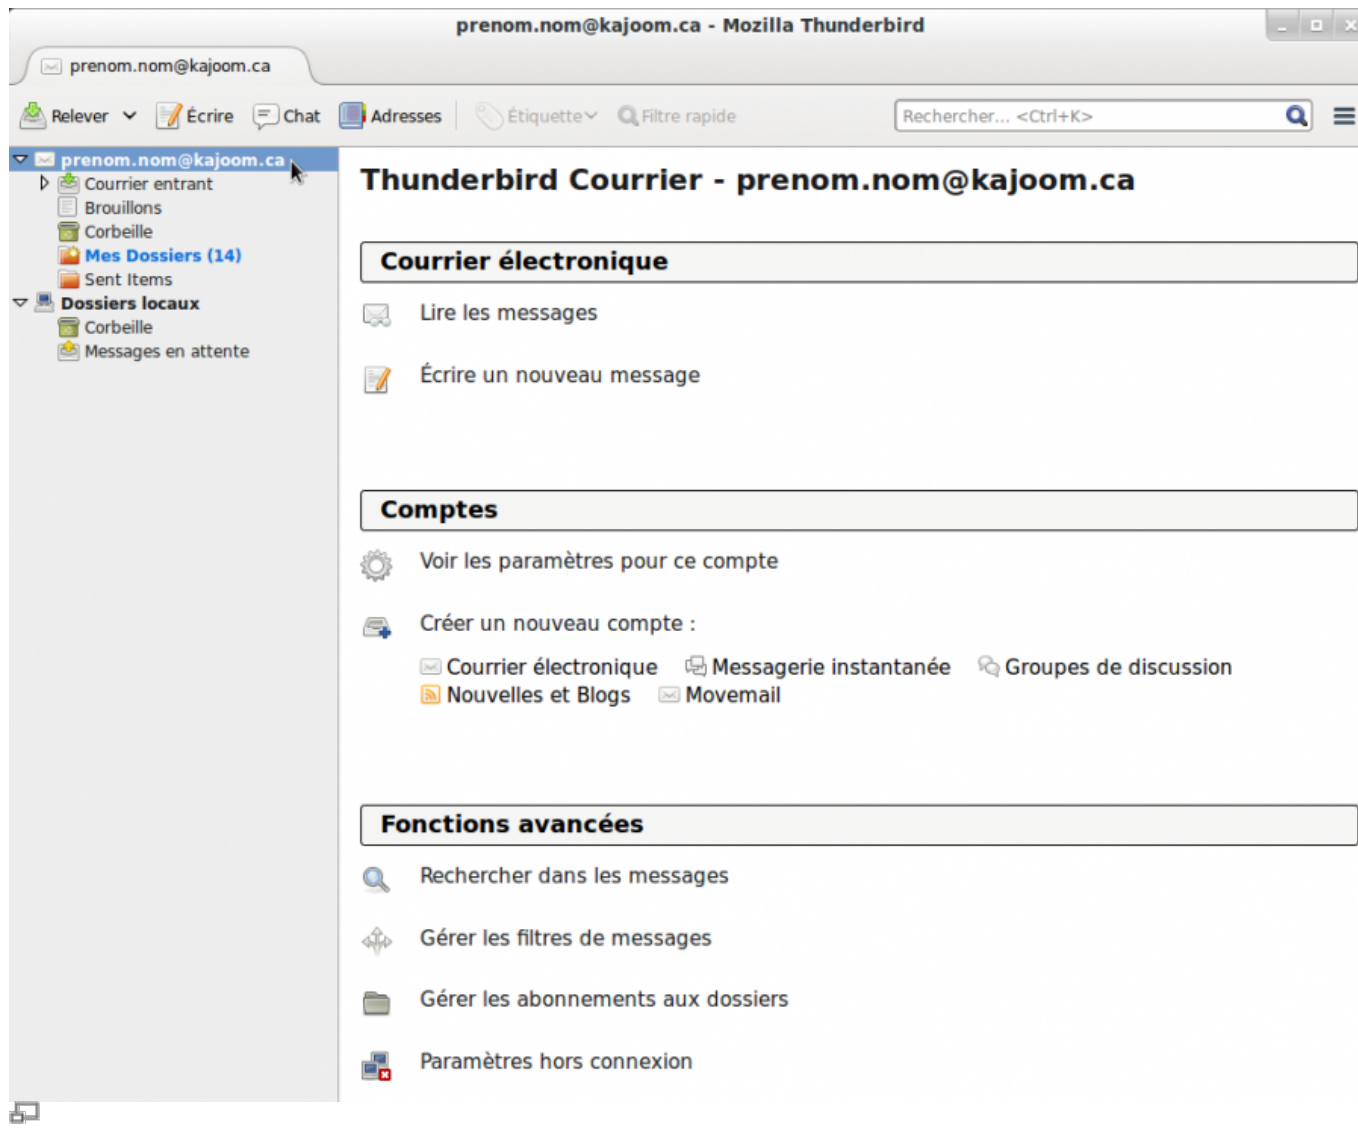 prenom.nom@kajoom.ca - Mozilla Thunderbird
prenom.nom@kajoom.ca
Relever Écrire Chat Adresses Étiquette Filtre rapide Rechercher... <Ctrl+K>
prenom.nom@kajoom.ca
Courrier entrant
Brouillons
Corbeille
Mes Dossiers (14)
Sent Items
Dossiers locaux
Corbeille
Messages en attente
Thunderbird Courrier - prenom.nom@kajoom.ca
Courrier électronique
Lire les messages
Écrire un nouveau message
Comptes
Voir les paramètres pour ce compte
Créer un nouveau compte :
Courrier électronique Messagerie instantanée Groupes de discussion
Nouvelles et Blogs Movemail
Fonctions avancées
Rechercher dans les messages
Gérer les filtres de messages
Gérer les abonnements aux dossiers
Paramètres hors connexion